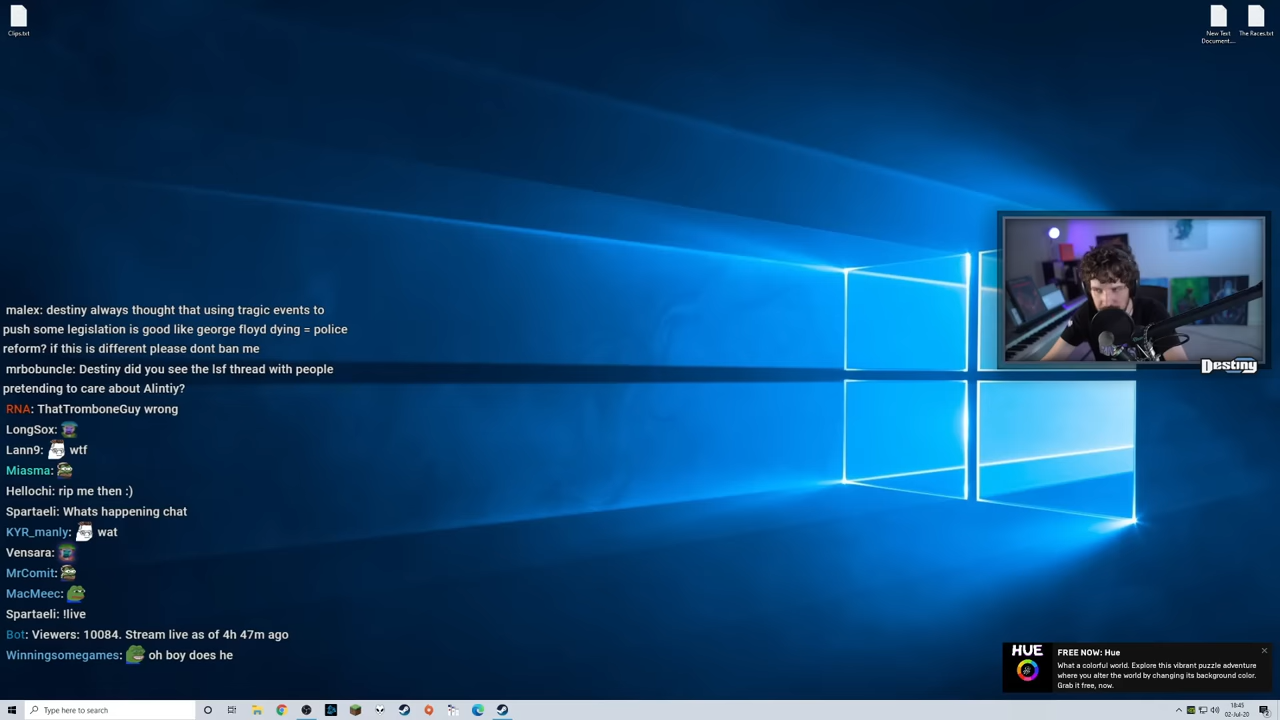 Clips.txt
New Text
Document....
The Races.txt
malex: destiny always thought that using tragic events to
push some legislation is good like george floyd dying = police
reform? if this is different please dont ban me
mrbobuncle: Destiny did you see the lsf thread with people
pretending to care about Alintiy?
RNA: ThatTromboneGuy wrong
LongSox:
Lann9: wtf
Miasma:
Hellochi: rip me then :)
Spartaeli: Whats happening chat
KYR_manly: wat
Vensara:
MrComit:
MacMeec:
Spartaeli: !live
Bot: Viewers: 10084. Stream live as of 4h 47m ago
Winningsomegames: oh boy does he
Destiny
HUE
FREE NOW: Hue
What a colorful world. Explore this vibrant puzzle adventure
where you alter the world by changing its background color.
Grab it free, now.
Type here to search
18:45
02-Jul-20